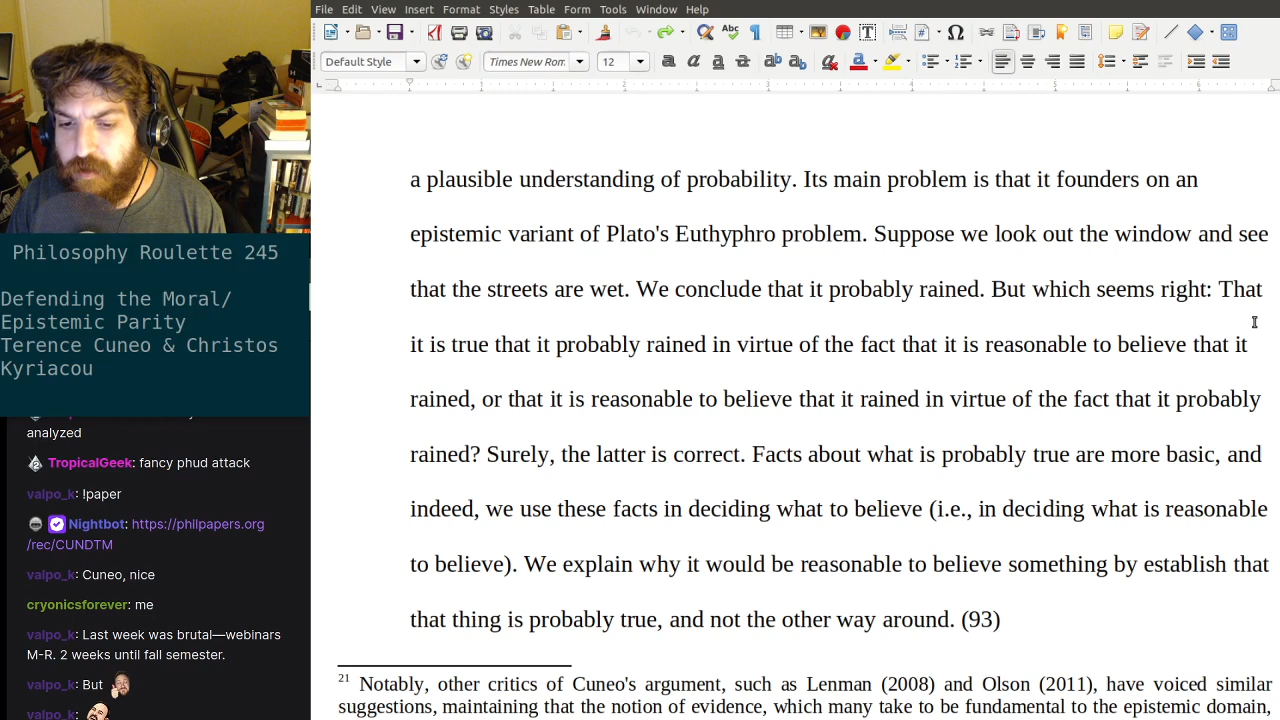 File Edit View Insert Format Styles Table Form Tools Window Help
Default Style Times New Rom 12
a plausible understanding of probability. Its main problem is that it founders on an
epistemic variant of Plato's Euthyphro problem. Suppose we look out the window and see
that the streets are wet. We conclude that it probably rained. But which seems right: That
it is true that it probably rained in virtue of the fact that it is reasonable to believe that it
rained, or that it is reasonable to believe that it rained in virtue of the fact that it probably
rained? Surely, the latter is correct. Facts about what is probably true are more basic, and
indeed, we use these facts in deciding what to believe (i.e., in deciding what is reasonable
to believe). We explain why it would be reasonable to believe something by establish that
that thing is probably true, and not the other way around. (93)
21 Notably, other critics of Cuneo's argument, such as Lenman (2008) and Olson (2011), have voiced similar
suggestions, maintaining that the notion of evidence, which many take to be fundamental to the epistemic domain,
Philosophy Roulette 245
Defending the Moral/
Epistemic Parity
Terence Cuneo & Christos
Kyriacou
analyzed
TropicalGeek: fancy phud attack
valpo_k: !paper
Nightbot: https://philpapers.org
/rec/CUNDTM
valpo_k: Cuneo, nice
cryonicsforever: me
valpo_k: Last week was brutal—webinars
M-R. 2 weeks until fall semester.
valpo_k: But
valpo_k: